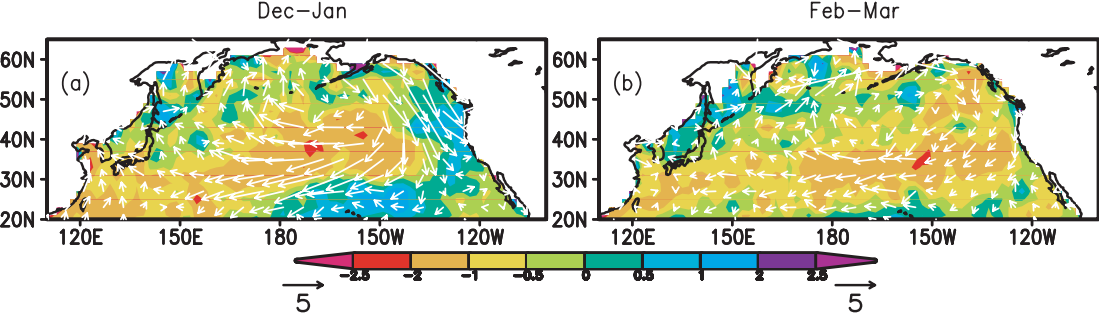 Dec-Jan Feb-Mar
60N 60N
(a) (b)
50N 50N
40N 40N
30N 30N
20N 20N
120E 150E 180 150W 120W 120E 150E 180 150W 120W
-2.5 -2 -1 -0.5 0 0.5 1 2 2.5
5 5